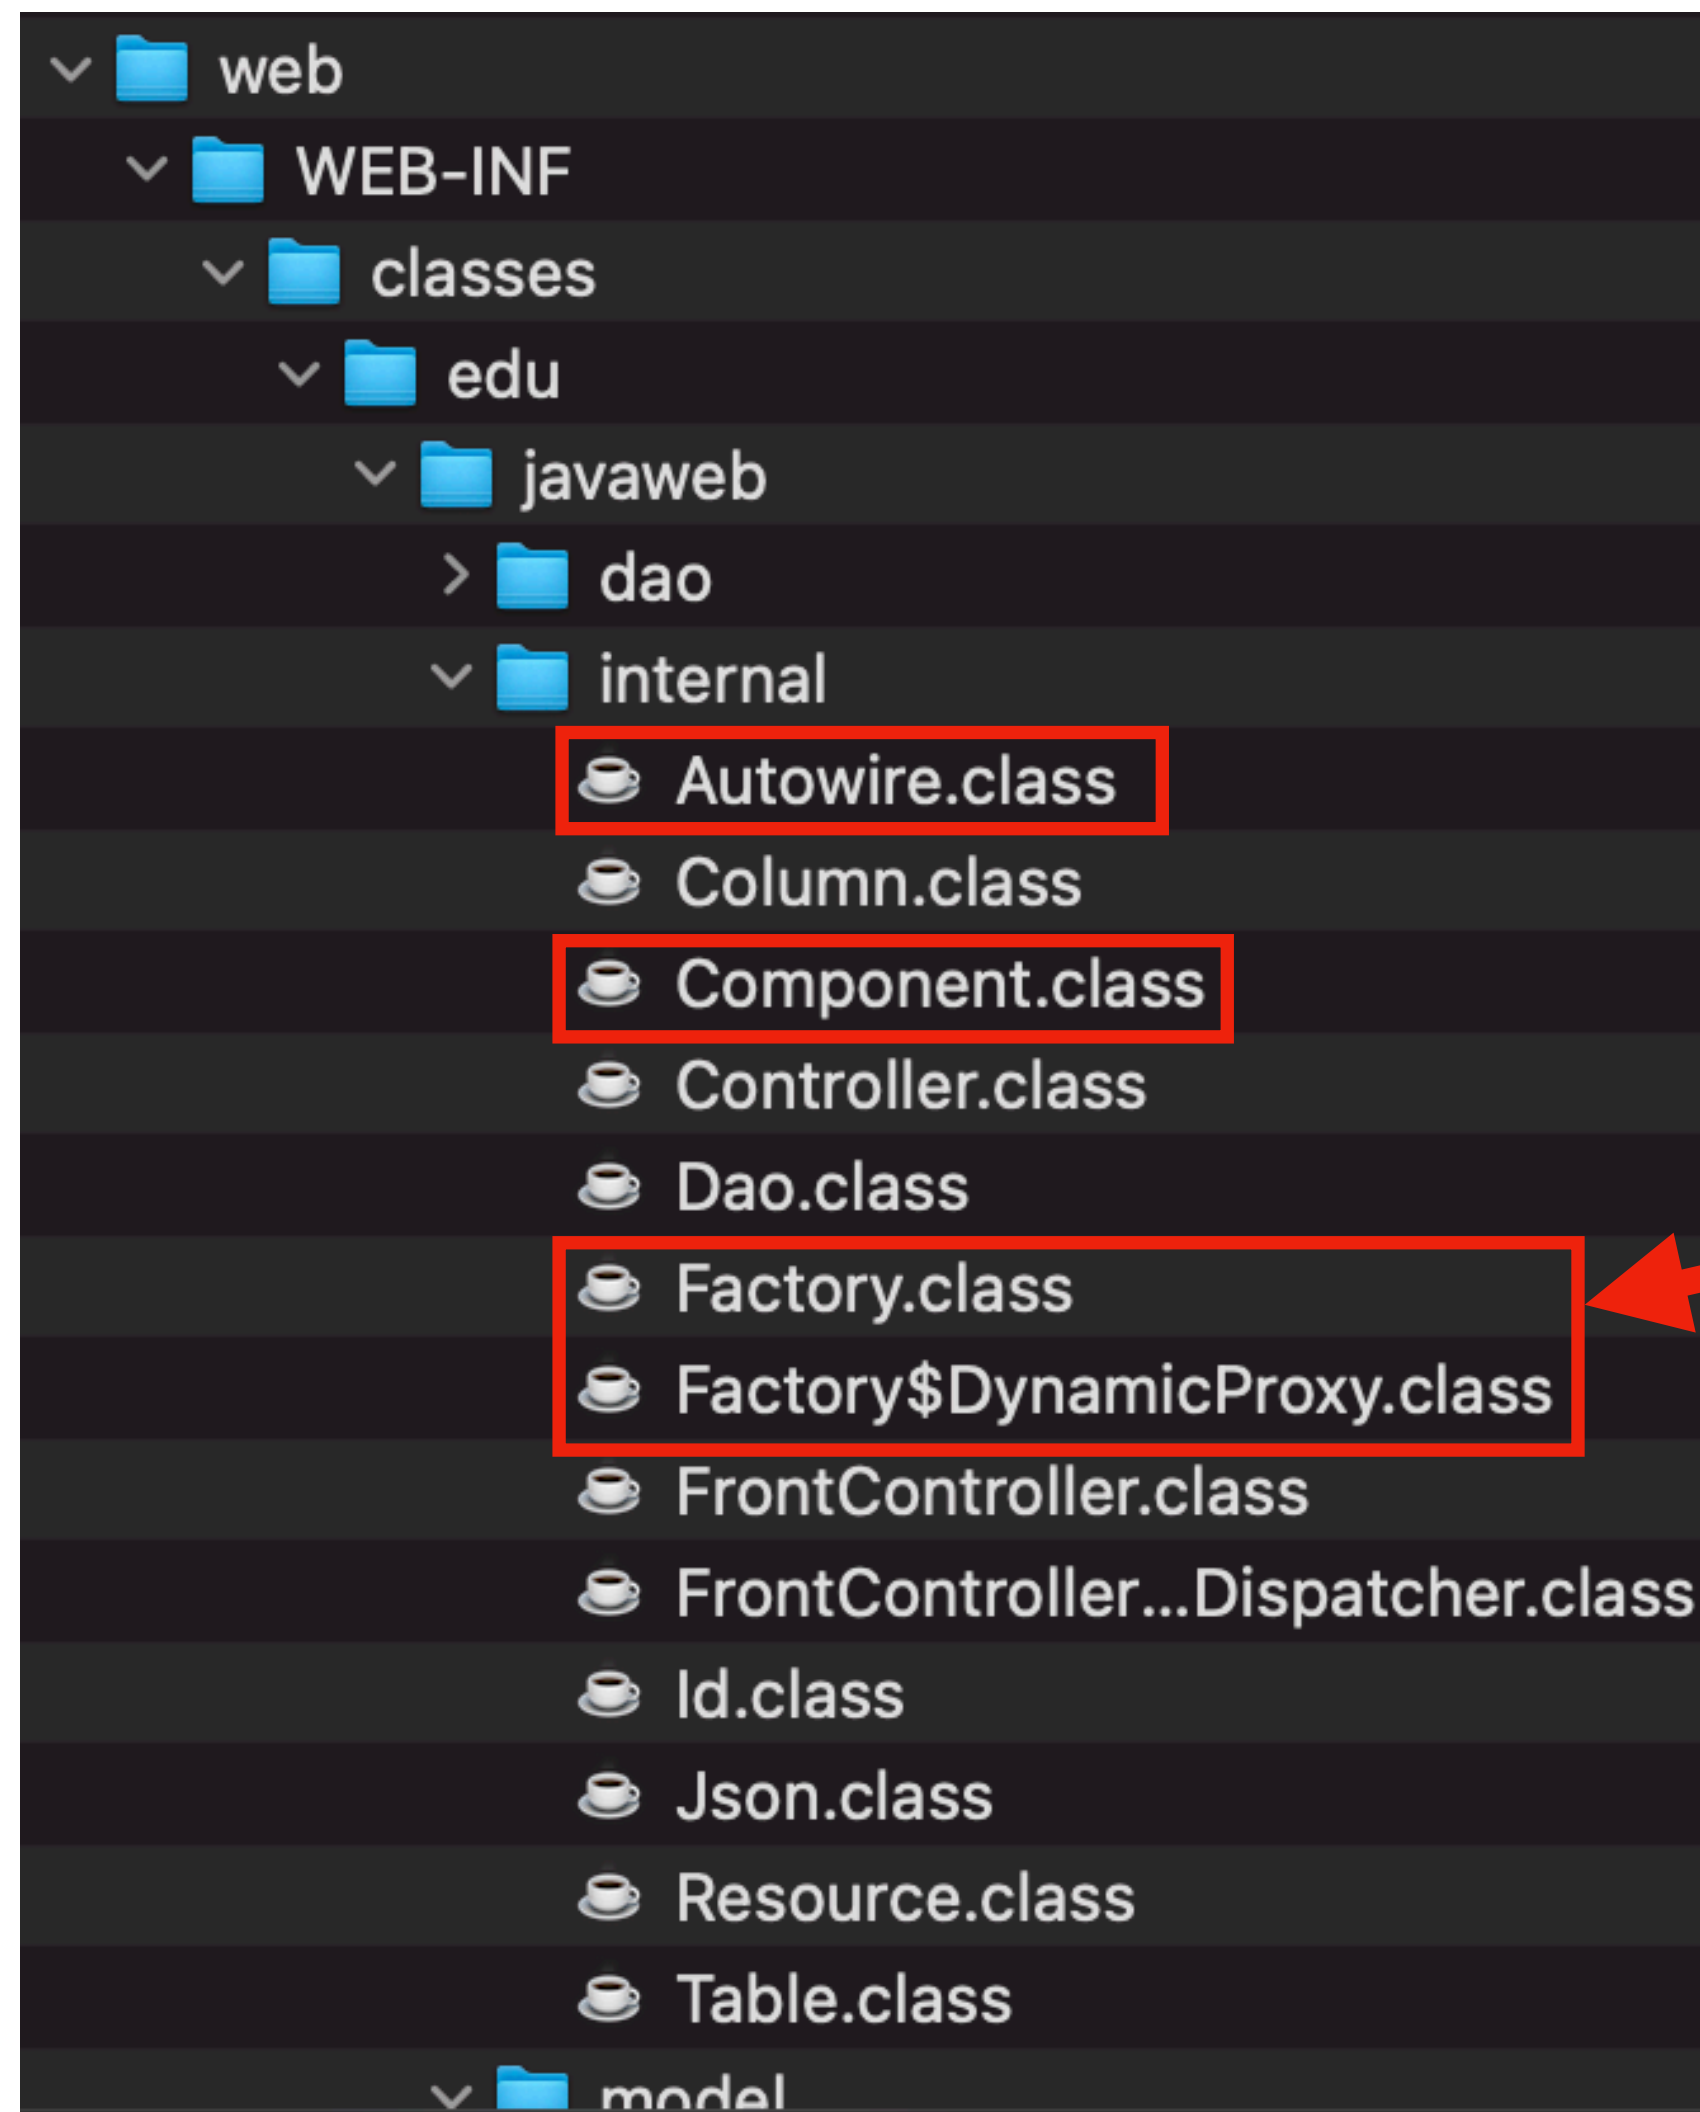 web
WEB-INF
classes
edu
javaweb
dao
internal
Autowire.class
Column.class
Component.class
Controller.class
Dao.class
Factory.class
Factory$DynamicProxy.class
FrontController.class
FrontController...Dispatcher.class
Id.class
Json.class
Resource.class
Table.class
model